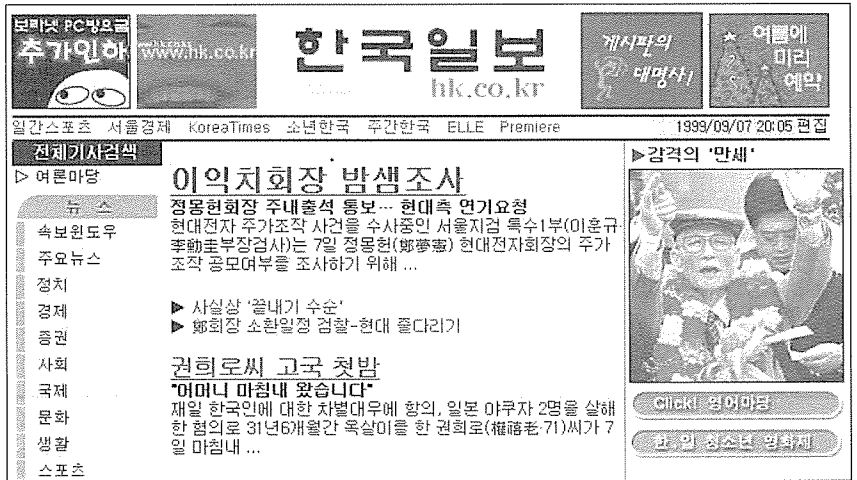 보라넷 PC방요금
추가인하
www.hk.co.kr
한국일보
hk.co.kr
게시판의
대명사!
여름에
미리
예약
일간스포츠 서울경제 KoreaTimes 소년한국 주간한국 ELLE Premiere
1999/09/07 20:05 편집
전체기사검색
▷ 여론마당
뉴 스
속보윈도우
주요뉴스
정치
경제
증권
사회
국제
문화
생활
스포츠
이익치회장 밤샘조사
정몽헌회장 주내출석 통보… 현대측 연기요청
현대전자 주가조작 사건을 수사중인 서울지검 특수1부(이훈규·
李勳圭부장검사)는 7일 정몽헌(鄭夢憲) 현대전자회장의 주가
조작 공모여부를 조사하기 위해 ...
▶ 사실상 '끝내기 수순'
▶ 鄭회장 소환일정 검찰-현대 줄다리기
권희로씨 고국 첫밤
"어머니 마침내 왔습니다"
재일 한국인에 대한 차별대우에 항의, 일본 야쿠자 2명을 살해
한 혐의로 31년6개월간 옥살이를 한 권희로(權禧老·71)씨가 7
일 마침내 ...
▶감격의 '만세'
Click! 영어마당
한.일 청소년 영화제